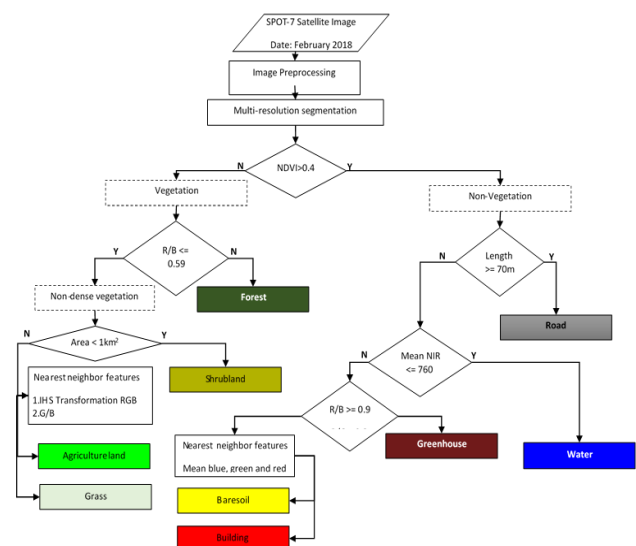 SPOT-7 Satellite Image
Date: February 2018
Image Preprocessing
Multi-resolution segmentation
N
NDVI>0.4
Y
Vegetation
Non-Vegetation
Y
R/B <=
0.59
N
N
Length
>= 70m
Y
Non-dense vegetation
Forest
Road
N
Area < 1km²
Y
N
Mean NIR
<= 760
Y
Nearest neighbor features
1.IHS Transformation RGB
2.G/B
Shrubland
R/B >= 0.9
Agricultureland
Nearest neighbor features
Mean blue, green and red
Greenhouse
Water
Grass
Baresoil
Building